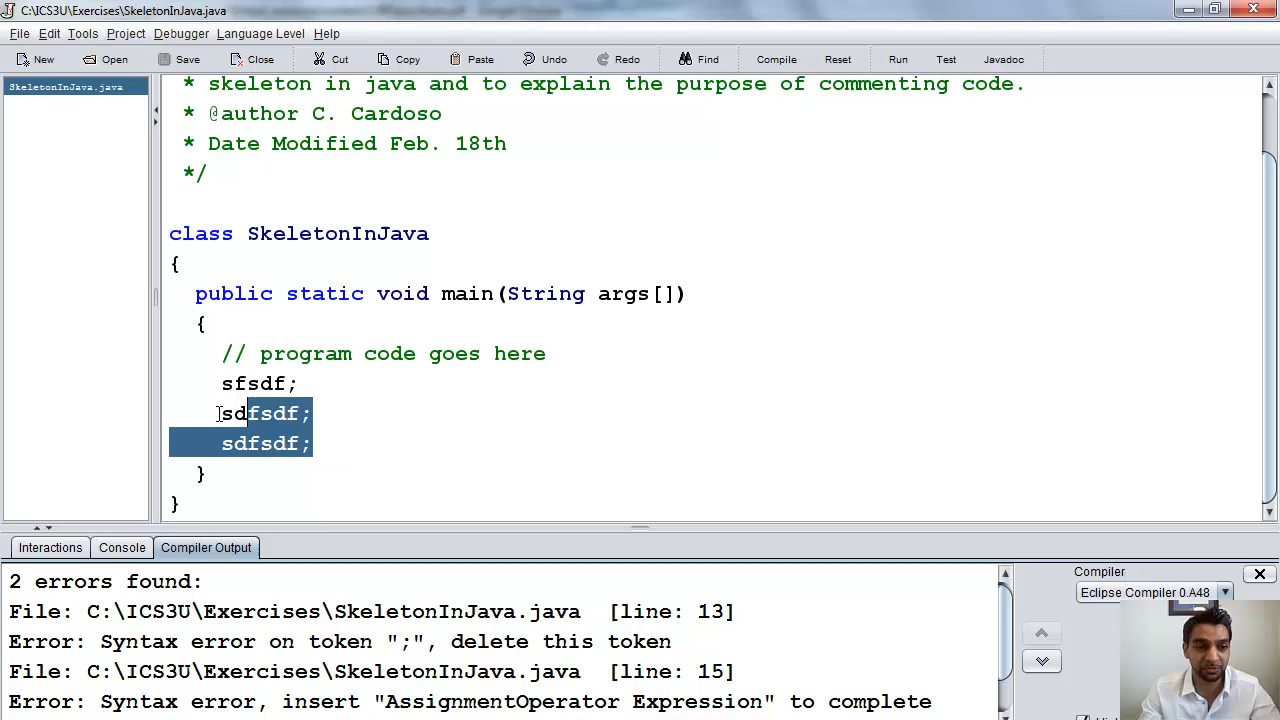 C:\ICS3U\Exercises\SkeletonInJava.java
File Edit Tools Project Debugger Language Level Help
New Open Save Close Cut Copy Paste Undo Redo Find Compile Reset Run Test Javadoc
SkeletonInJava.java
* skeleton in java and to explain the purpose of commenting code.
* @author C. Cardoso
* Date Modified Feb. 18th
*/
class SkeletonInJava
{
public static void main(String args[])
{
// program code goes here
sfsdf;
sdfsdf;
sdfsdf;
}
}
Interactions Console Compiler Output
2 errors found:
File: C:\ICS3U\Exercises\SkeletonInJava.java [line: 13]
Error: Syntax error on token ";", delete this token
File: C:\ICS3U\Exercises\SkeletonInJava.java [line: 15]
Error: Syntax error, insert "AssignmentOperator Expression" to complete
Compiler
Eclipse Compiler 0.A48